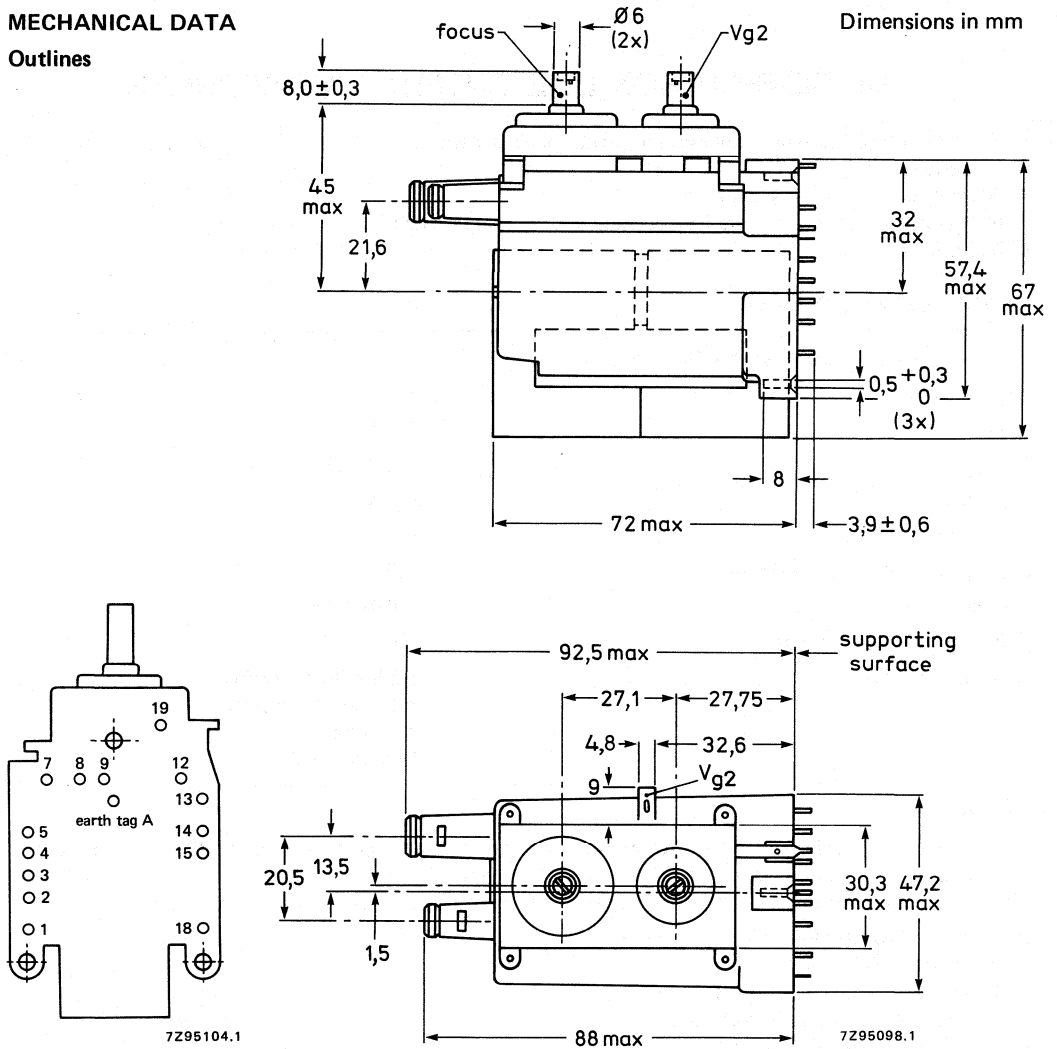 MECHANICAL DATA
Outlines
Dimensions in mm
focus
Ø6
(2x)
Vg2
8,0±0,3
45
max
21,6
32
max
57,4
max
67
max
0,5 +0,3
0
(3x)
8
72 max
3,9±0,6
19
7
8
9
12
13
earth tag A
5
4
3
2
1
14
15
18
7Z95104.1
92,5 max
supporting
surface
27,1
27,75
4,8
32,6
9
Vg2
20,5
13,5
1,5
30,3
max
47,2
max
88 max
7Z95098.1